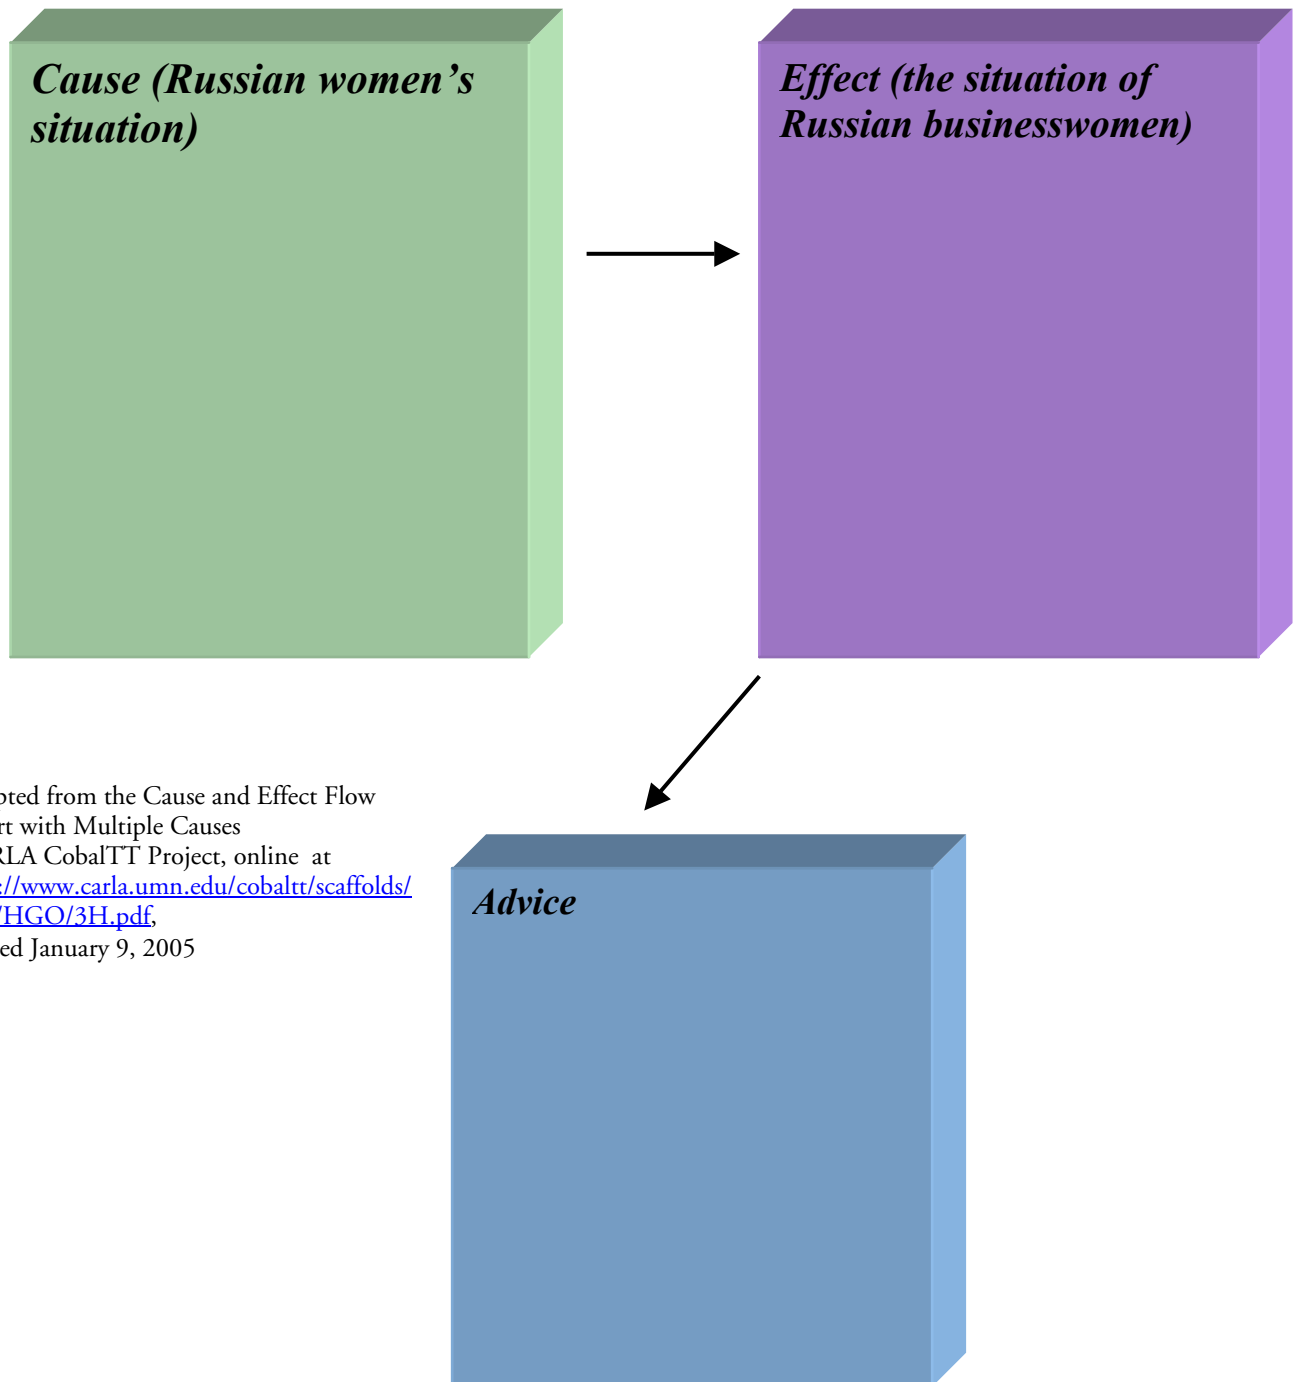 Cause (Russian women’s
situation)
Effect (the situation of
Russian businesswomen)
pted from the Cause and Effect Flow
rt with Multiple Causes
RLA CobalTT Project, online at
://www.carla.umn.edu/cobaltt/scaffolds/
/HGO/3H.pdf,
ed January 9, 2005
Advice